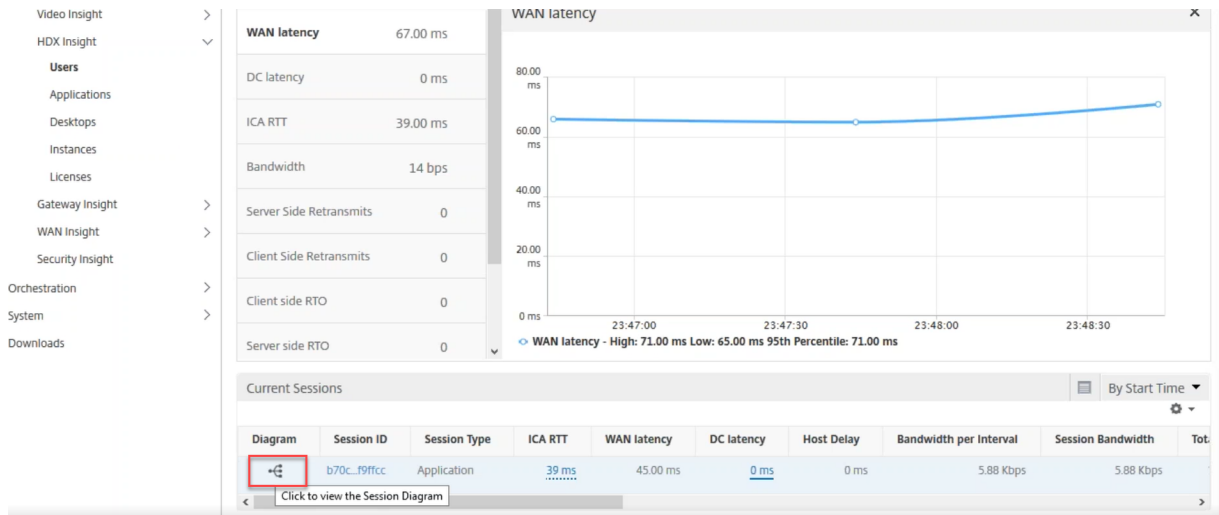 Video Insight
HDX Insight
Users
Applications
Desktops
Instances
Licenses
Gateway Insight
WAN Insight
Security Insight
Orchestration
System
Downloads
WAN latency 67.00 ms
DC latency 0 ms
ICA RTT 39.00 ms
Bandwidth 14 bps
Server Side Retransmits 0
Client Side Retransmits 0
Client side RTO 0
Server side RTO 0
WAN latency
80.00
ms
60.00
ms
40.00
ms
20.00
ms
0 ms
23:47:00 23:47:30 23:48:00 23:48:30
WAN latency - High: 71.00 ms Low: 65.00 ms 95th Percentile: 71.00 ms
Current Sessions By Start Time
Diagram Session ID Session Type ICA RTT WAN latency DC latency Host Delay Bandwidth per Interval Session Bandwidth Tot
b70c...f9ffcc Application 39 ms 45.00 ms 0 ms 0 ms 5.88 Kbps 5.88 Kbps
Click to view the Session Diagram